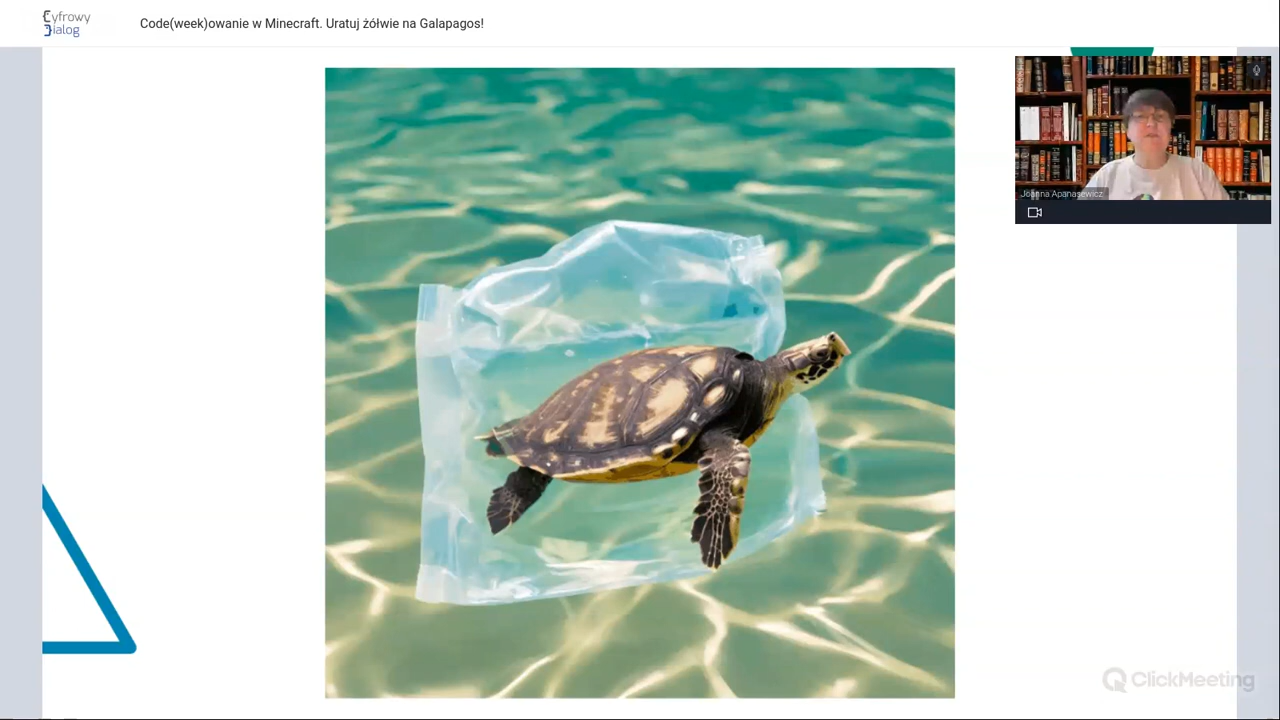 Cyfrowy
Dialog
Code(week)owanie w Minecraft. Uratuj żółwie na Galapagos!
Joanna Apanasewicz
ClickMeeting